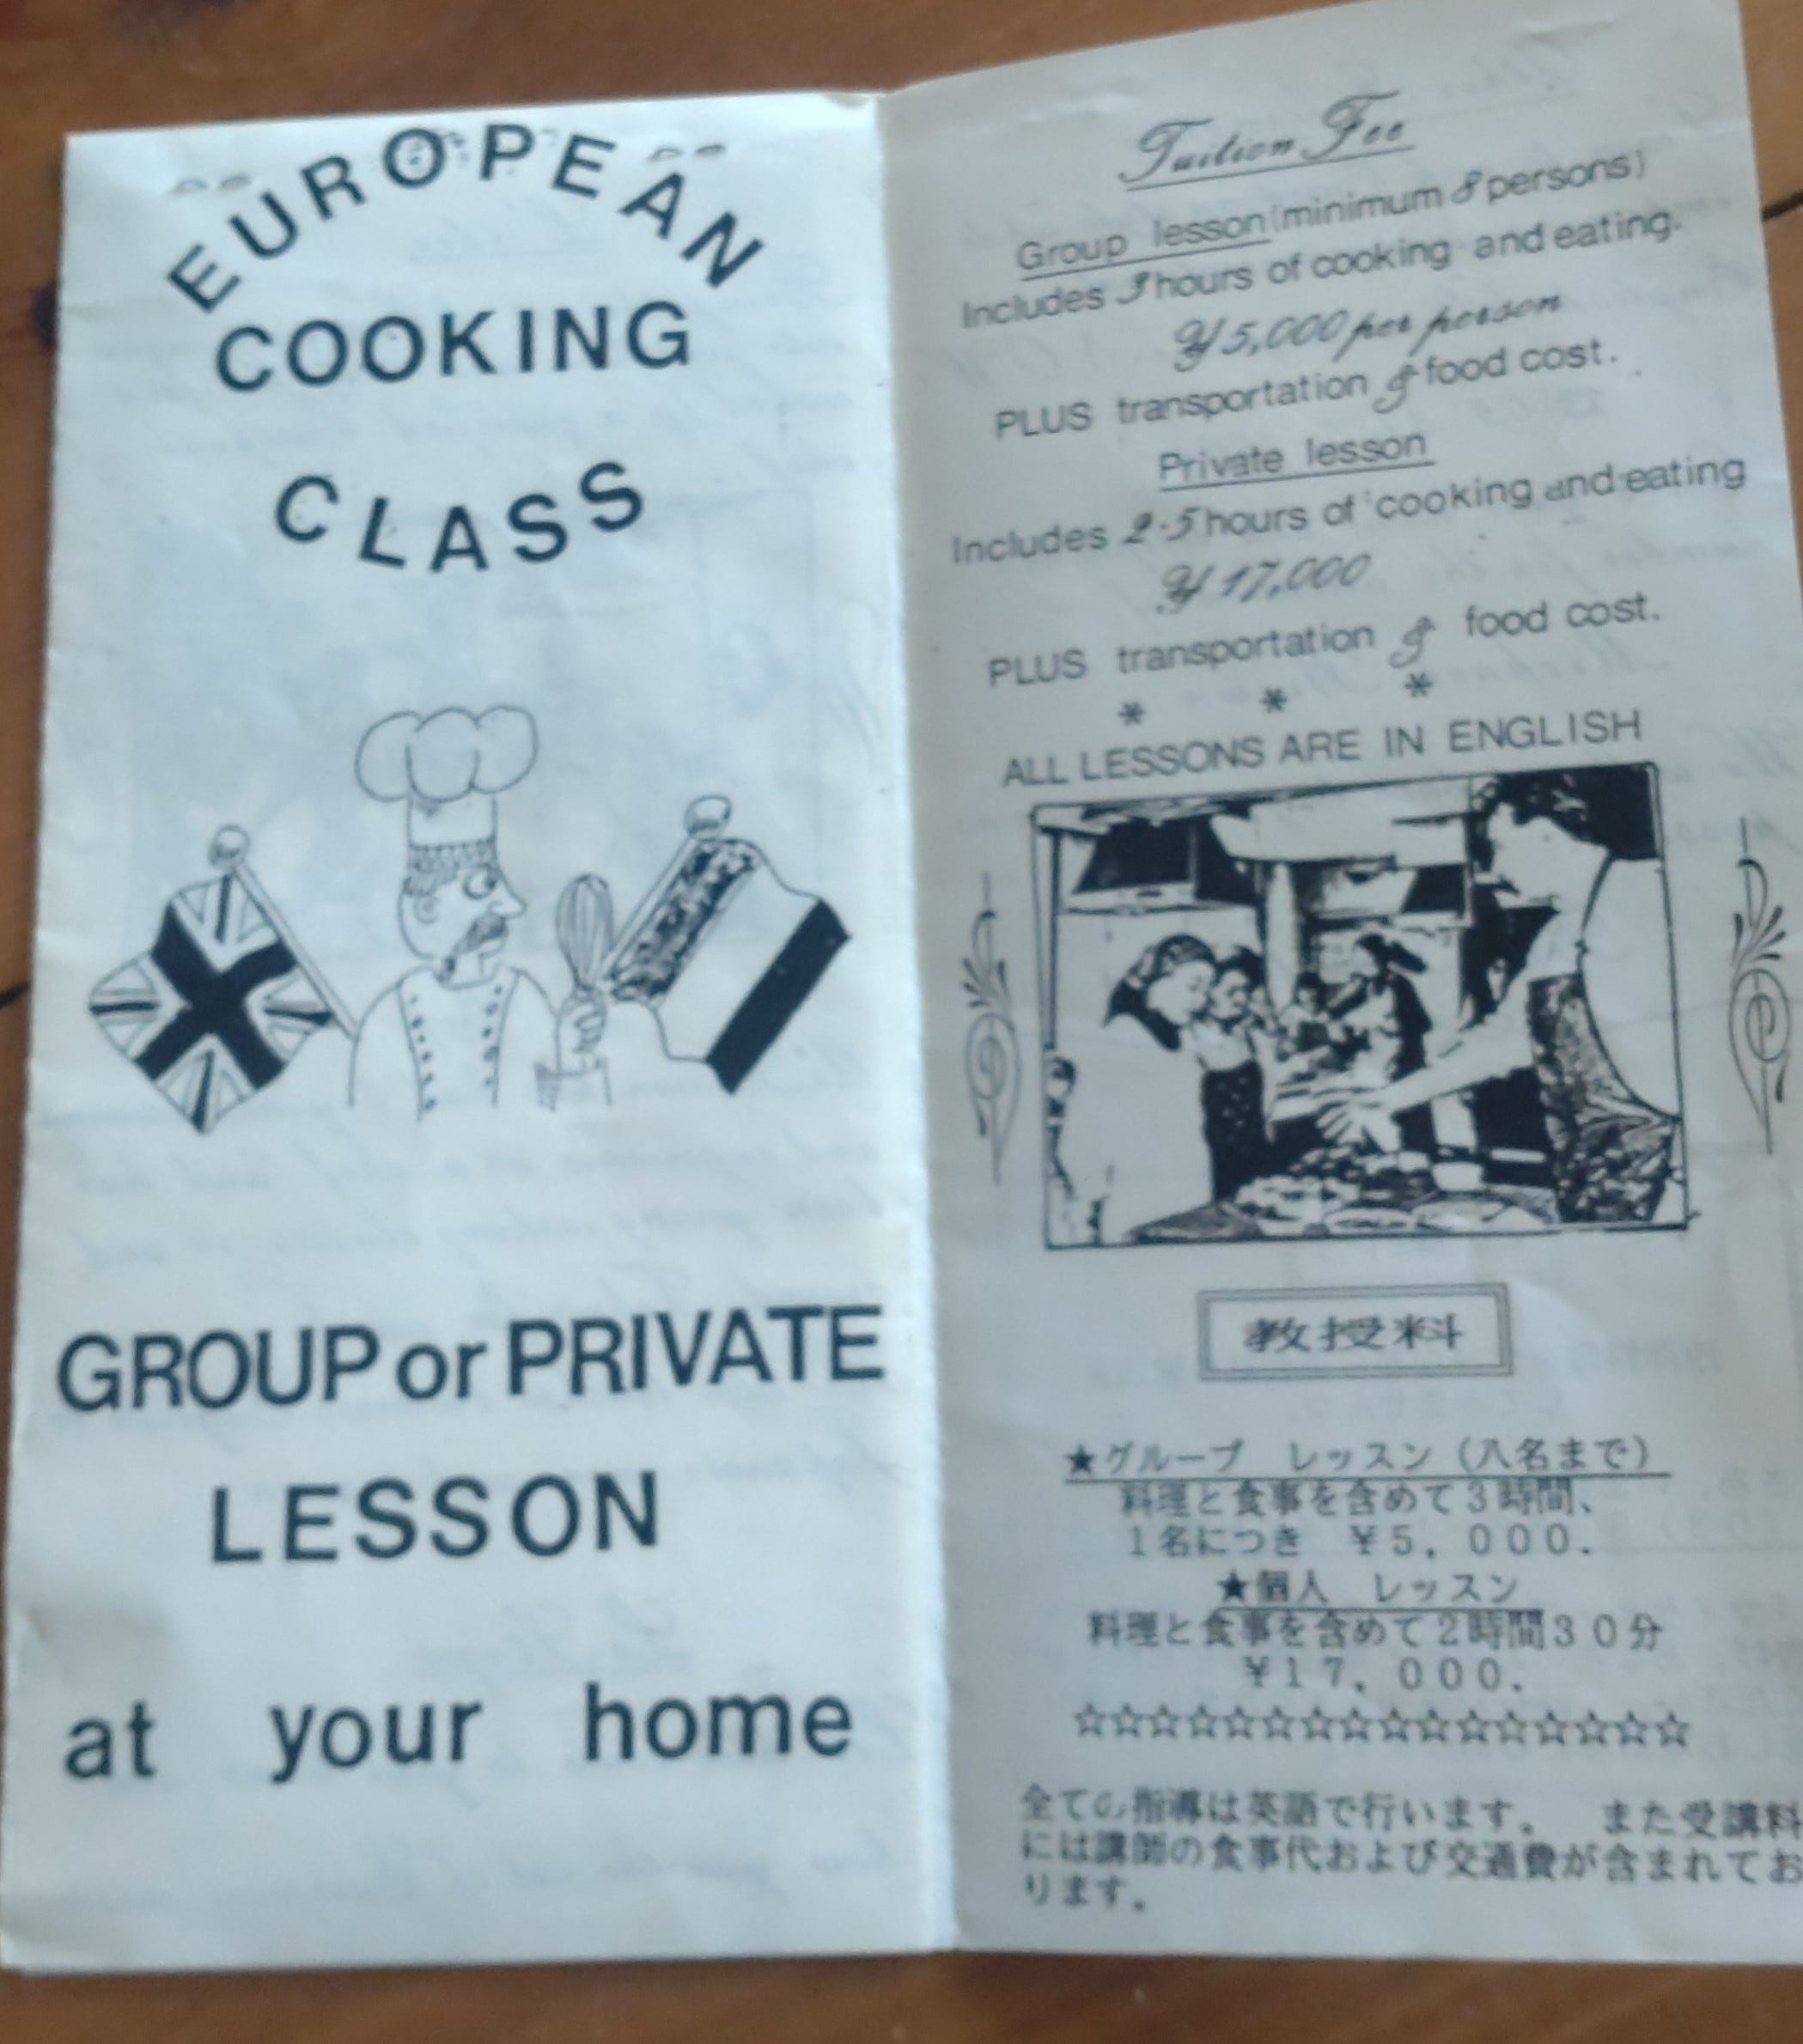 EUROPEAN
COOKING
CLASS
GROUP or PRIVATE
LESSON
at your home
Tuition Fee
Group lesson (minimum 8 persons)
Includes 3 hours of cooking and eating.
¥5,000 per person
PLUS transportation & food cost.
Private lesson
Includes 2.5 hours of cooking and eating
¥17,000
PLUS transportation & food cost.
* * *
ALL LESSONS ARE IN ENGLISH
教授料
★グループ レッスン（八名まで）
料理と食事を含めて３時間、
１名につき ￥５，０００．
★個人 レッスン
料理と食事を含めて２時間３０分
￥１７，０００．
☆☆☆☆☆☆☆☆☆☆☆☆☆☆☆☆☆
全ての指導は英語で行います。 また受講料
には講師の食事代および交通費が含まれてお
ります。